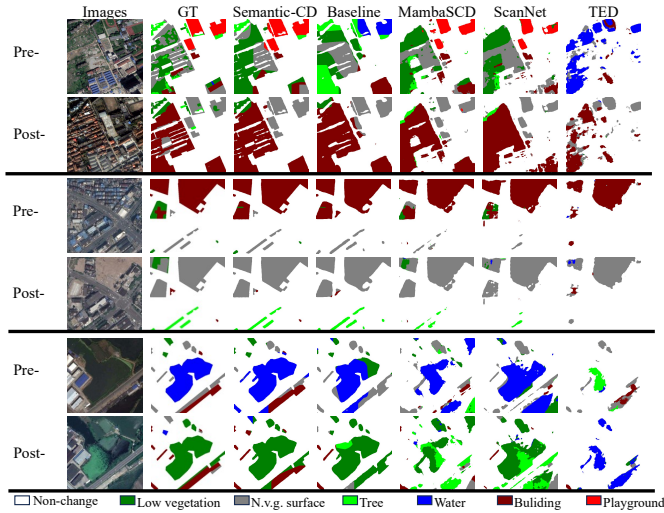 Images GT Semantic-CD Baseline MambaSCD ScanNet TED
Pre-
Post-
Pre-
Post-
Pre-
Post-
Non-change Low vegetation N.v.g. surface Tree Water Buliding Playground